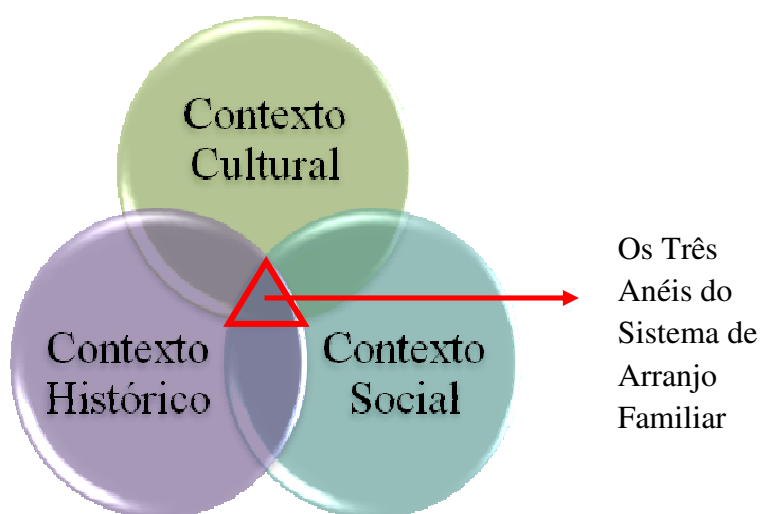 Contexto
Cultural
Contexto
Histórico
Contexto
Social
Os Três
Anéis do
Sistema de
Arranjo
Familiar